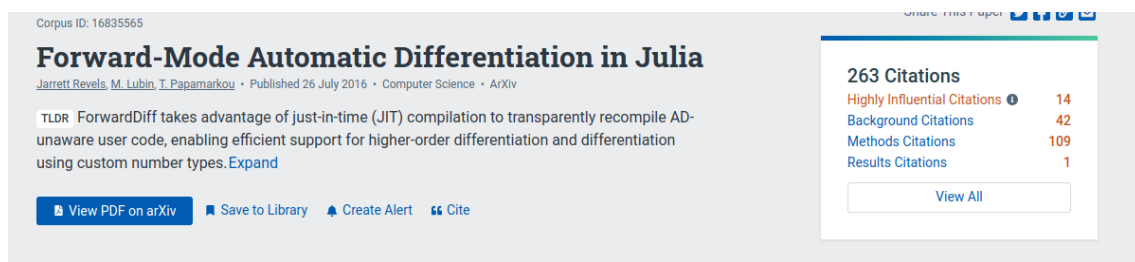 Corpus ID: 16835565
Share This Paper
Forward-Mode Automatic Differentiation in Julia
Jarrett Revels, M. Lubin, T. Papamarkou • Published 26 July 2016 • Computer Science • ArXiv
TLDR ForwardDiff takes advantage of just-in-time (JIT) compilation to transparently recompile AD-
unaware user code, enabling efficient support for higher-order differentiation and differentiation
using custom number types. Expand
View PDF on arXiv Save to Library Create Alert Cite
263 Citations
Highly Influential Citations 14
Background Citations 42
Methods Citations 109
Results Citations 1
View All